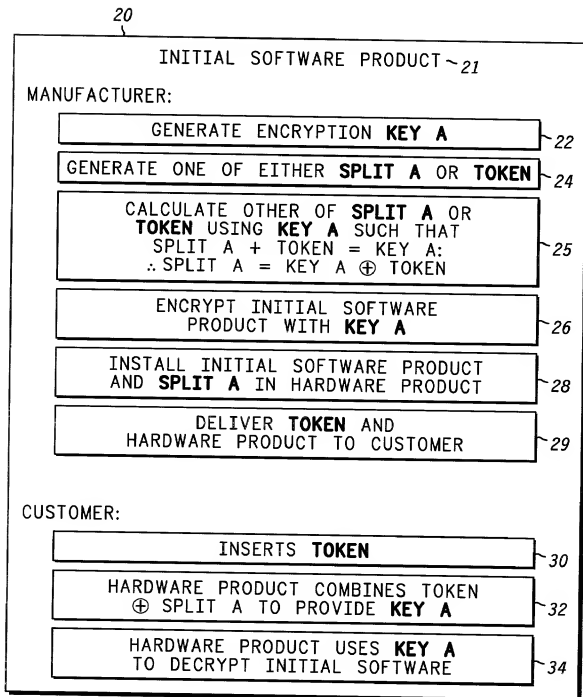 20
INITIAL SOFTWARE PRODUCT ~21
MANUFACTURER:
GENERATE ENCRYPTION KEY A
22
GENERATE ONE OF EITHER SPLIT A OR TOKEN
24
CALCULATE OTHER OF SPLIT A OR
TOKEN USING KEY A SUCH THAT
SPLIT A + TOKEN = KEY A:
∴ SPLIT A = KEY A ⊕ TOKEN
25
ENCRYPT INITIAL SOFTWARE
PRODUCT WITH KEY A
26
INSTALL INITIAL SOFTWARE PRODUCT
AND SPLIT A IN HARDWARE PRODUCT
28
DELIVER TOKEN AND
HARDWARE PRODUCT TO CUSTOMER
29
CUSTOMER:
INSERTS TOKEN
30
HARDWARE PRODUCT COMBINES TOKEN
⊕ SPLIT A TO PROVIDE KEY A
32
HARDWARE PRODUCT USES KEY A
TO DECRYPT INITIAL SOFTWARE
34